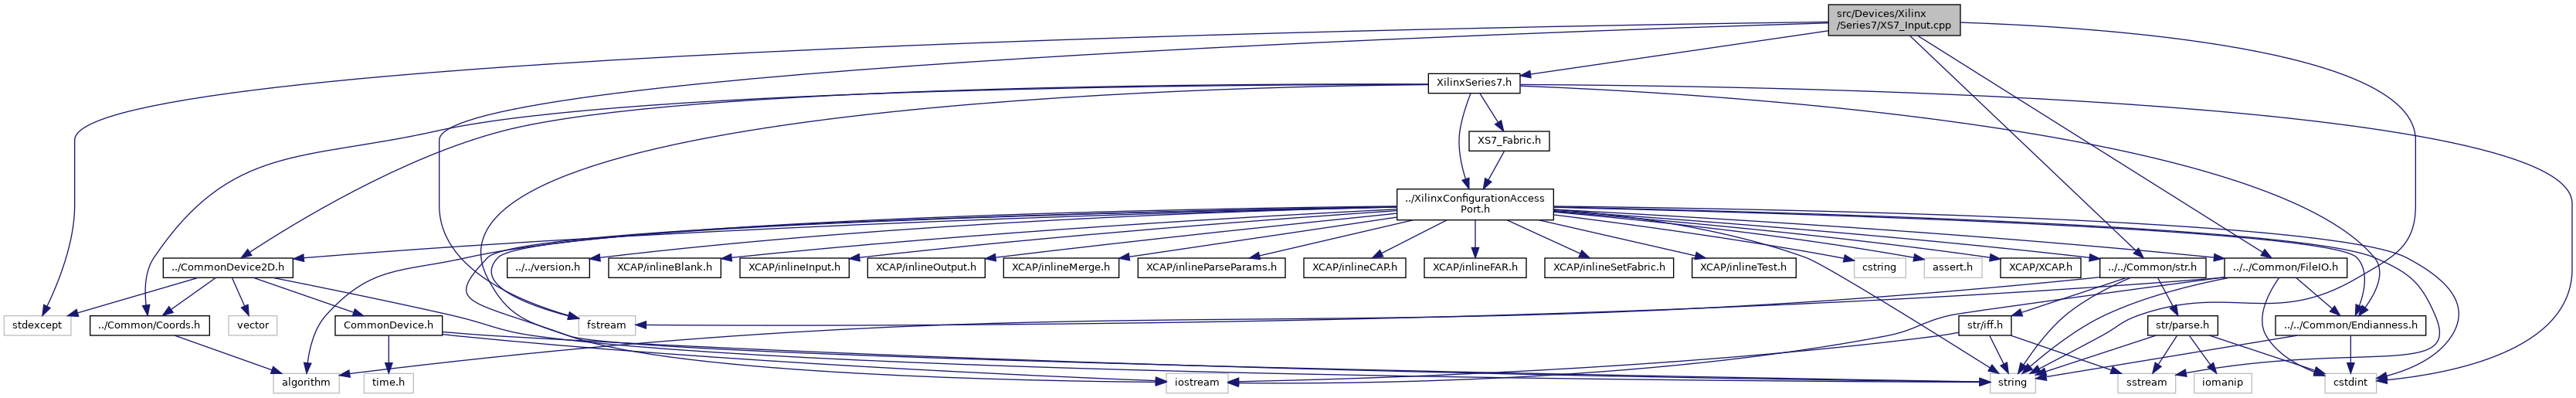 src/Devices/Xilinx
/Series7/XS7_Input.cpp
XilinxSeries7.h
XS7_Fabric.h
../XilinxConfigurationAccess
Port.h
../CommonDevice2D.h
../../version.h
XCAP/inlineBlank.h
XCAP/inlineInput.h
XCAP/inlineOutput.h
XCAP/inlineMerge.h
XCAP/inlineParseParams.h
XCAP/inlineCAP.h
XCAP/inlineFAR.h
XCAP/inlineSetFabric.h
XCAP/inlineTest.h
cstring
assert.h
XCAP/XCAP.h
../../Common/str.h
../../Common/FileIO.h
stdexcept
../Common/Coords.h
vector
CommonDevice.h
fstream
str/iff.h
str/parse.h
../../Common/Endianness.h
algorithm
time.h
iostream
string
sstream
iomanip
cstdint